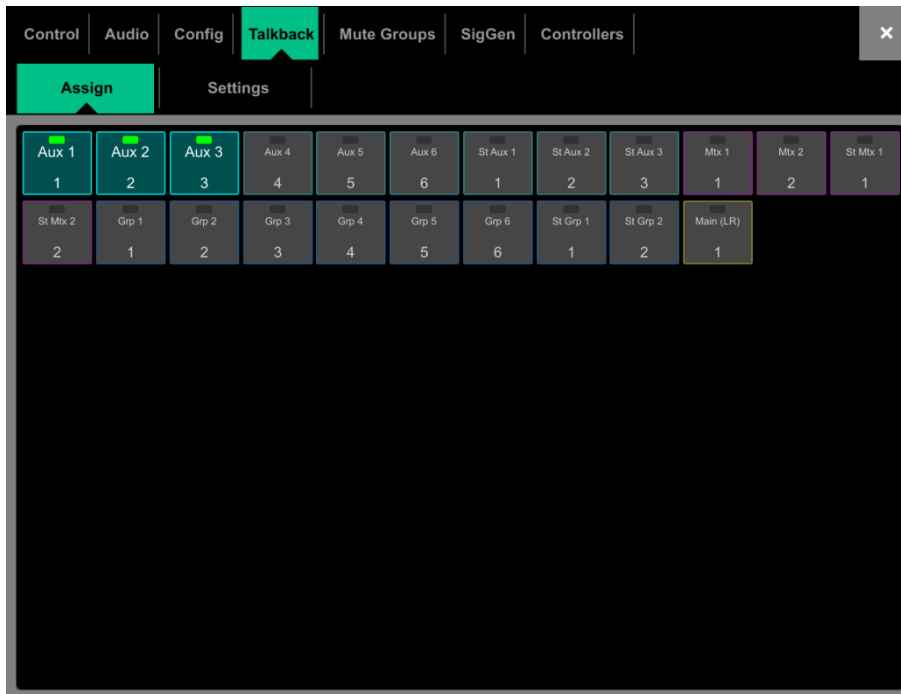 Control Audio Config Talkback Mute Groups SigGen Controllers ×
Assign Settings
Aux 1 Aux 2 Aux 3 Aux 4 Aux 5 Aux 6 St Aux 1 St Aux 2 St Aux 3 Mtx 1 Mtx 2 St Mtx 1
1 2 3 4 5 6 1 2 3 1 2 1
St Mtx 2 Grp 1 Grp 2 Grp 3 Grp 4 Grp 5 Grp 6 St Grp 1 St Grp 2 Main (LR)
2 1 2 3 4 5 6 1 2 1